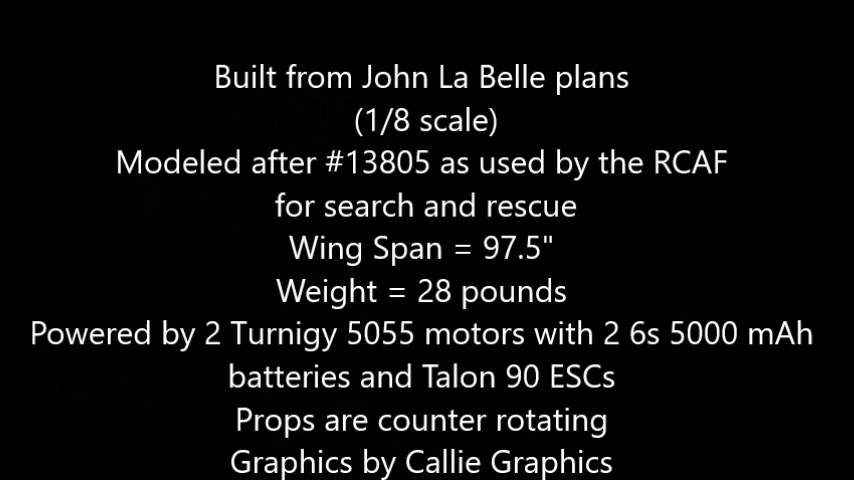 Built from John La Belle plans
(1/8 scale)
Modeled after #13805 as used by the RCAF
for search and rescue
Wing Span = 97.5"
Weight = 28 pounds
Powered by 2 Turnigy 5055 motors with 2 6s 5000 mAh
batteries and Talon 90 ESCs
Props are counter rotating
Graphics by Callie Graphics